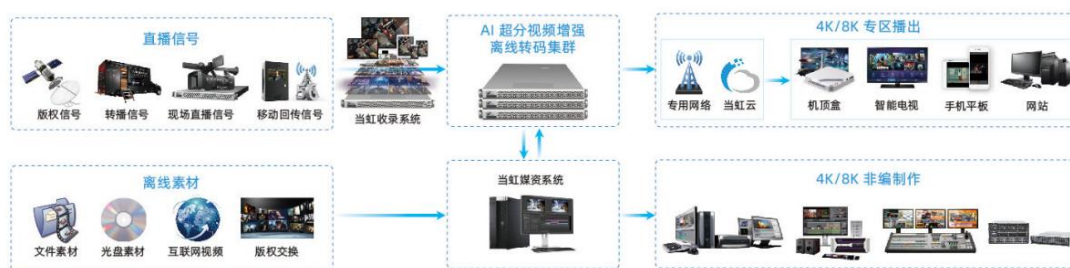 直播信号
版权信号
转播信号
现场直播信号
移动回传信号
当虹收录系统
AI 超分视频增强
离线转码集群
4K/8K 专区播出
专用网络
当虹云
机顶盒
智能电视
手机平板
网站
离线素材
文件素材
光盘素材
互联网视频
版权交换
当虹媒资系统
4K/8K 非编制作